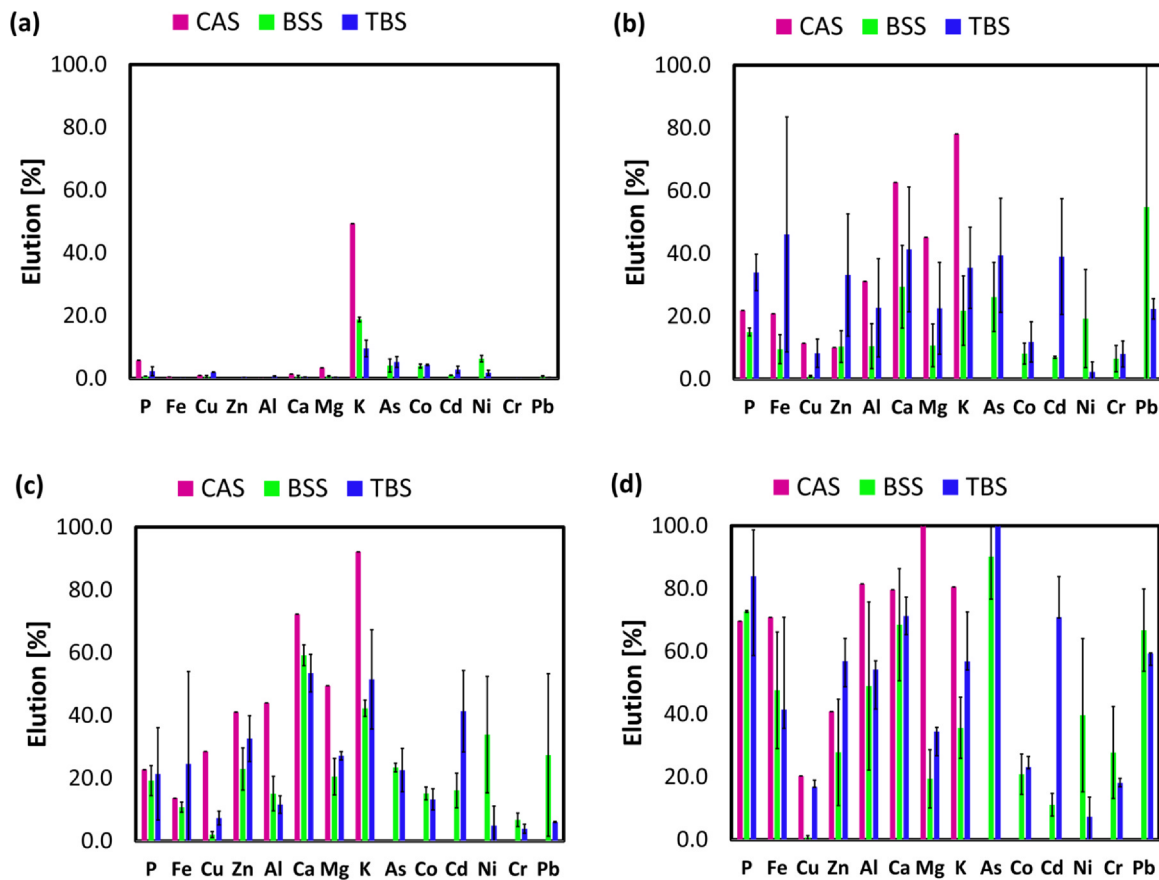 (a)
CAS BSS TBS
Elution [%]
100.0
80.0
60.0
40.0
20.0
0.0
P Fe Cu Zn Al Ca Mg K As Co Cd Ni Cr Pb
(b)
CAS BSS TBS
Elution [%]
100.0
80.0
60.0
40.0
20.0
0.0
P Fe Cu Zn Al Ca Mg K As Co Cd Ni Cr Pb
(c)
CAS BSS TBS
Elution [%]
100.0
80.0
60.0
40.0
20.0
0.0
P Fe Cu Zn Al Ca Mg K As Co Cd Ni Cr Pb
(d)
CAS BSS TBS
Elution [%]
100.0
80.0
60.0
40.0
20.0
0.0
P Fe Cu Zn Al Ca Mg K As Co Cd Ni Cr Pb